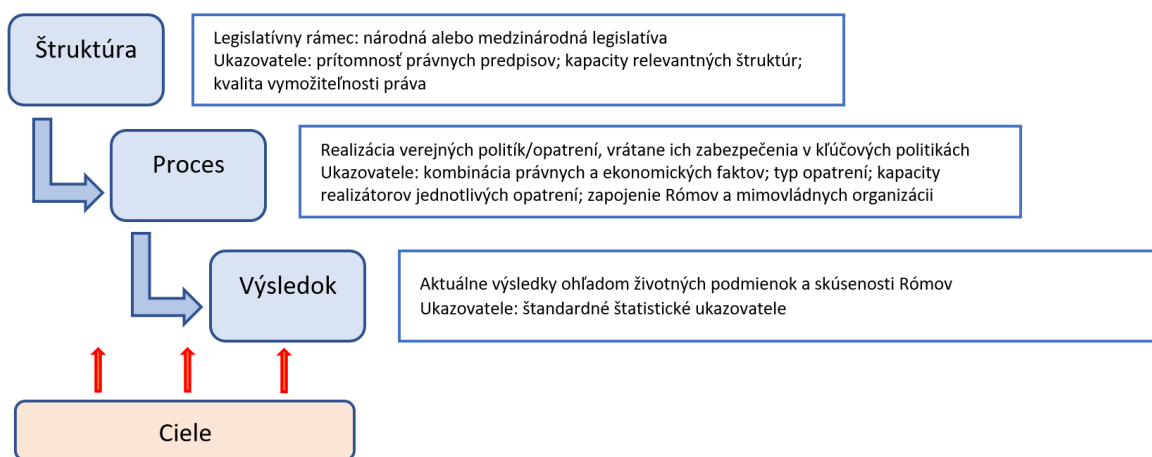 Štruktúra
Legislatívny rámec: národná alebo medzinárodná legislatíva
Ukazovatele: prítomnosť právnych predpisov; kapacity relevantných štruktúr;
kvalita vymožiteľnosti práva
Proces
Realizácia verejných politík/opatrení, vrátane ich zabezpečenia v kľúčových politikách
Ukazovatele: kombinácia právnych a ekonomických faktov; typ opatrení; kapacity
realizátorov jednotlivých opatrení; zapojenie Rómov a mimovládnych organizácii
Výsledok
Aktuálne výsledky ohľadom životných podmienok a skúsenosti Rómov
Ukazovatele: štandardné štatistické ukazovatele
Ciele